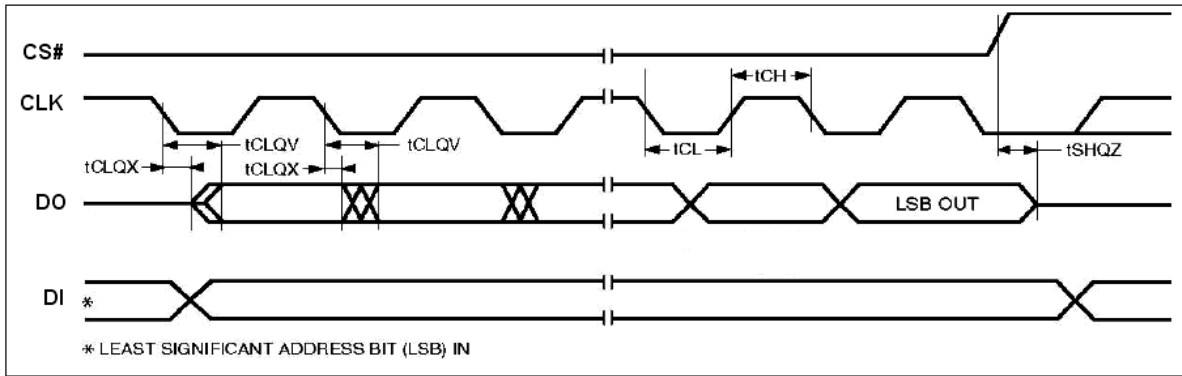 CS#
tCH
CLK
tCLQV
tCLQV
tCL
tSHQZ
tCLQX
tCLQX
DO
LSB OUT
DI
*
* LEAST SIGNIFICANT ADDRESS BIT (LSB) IN